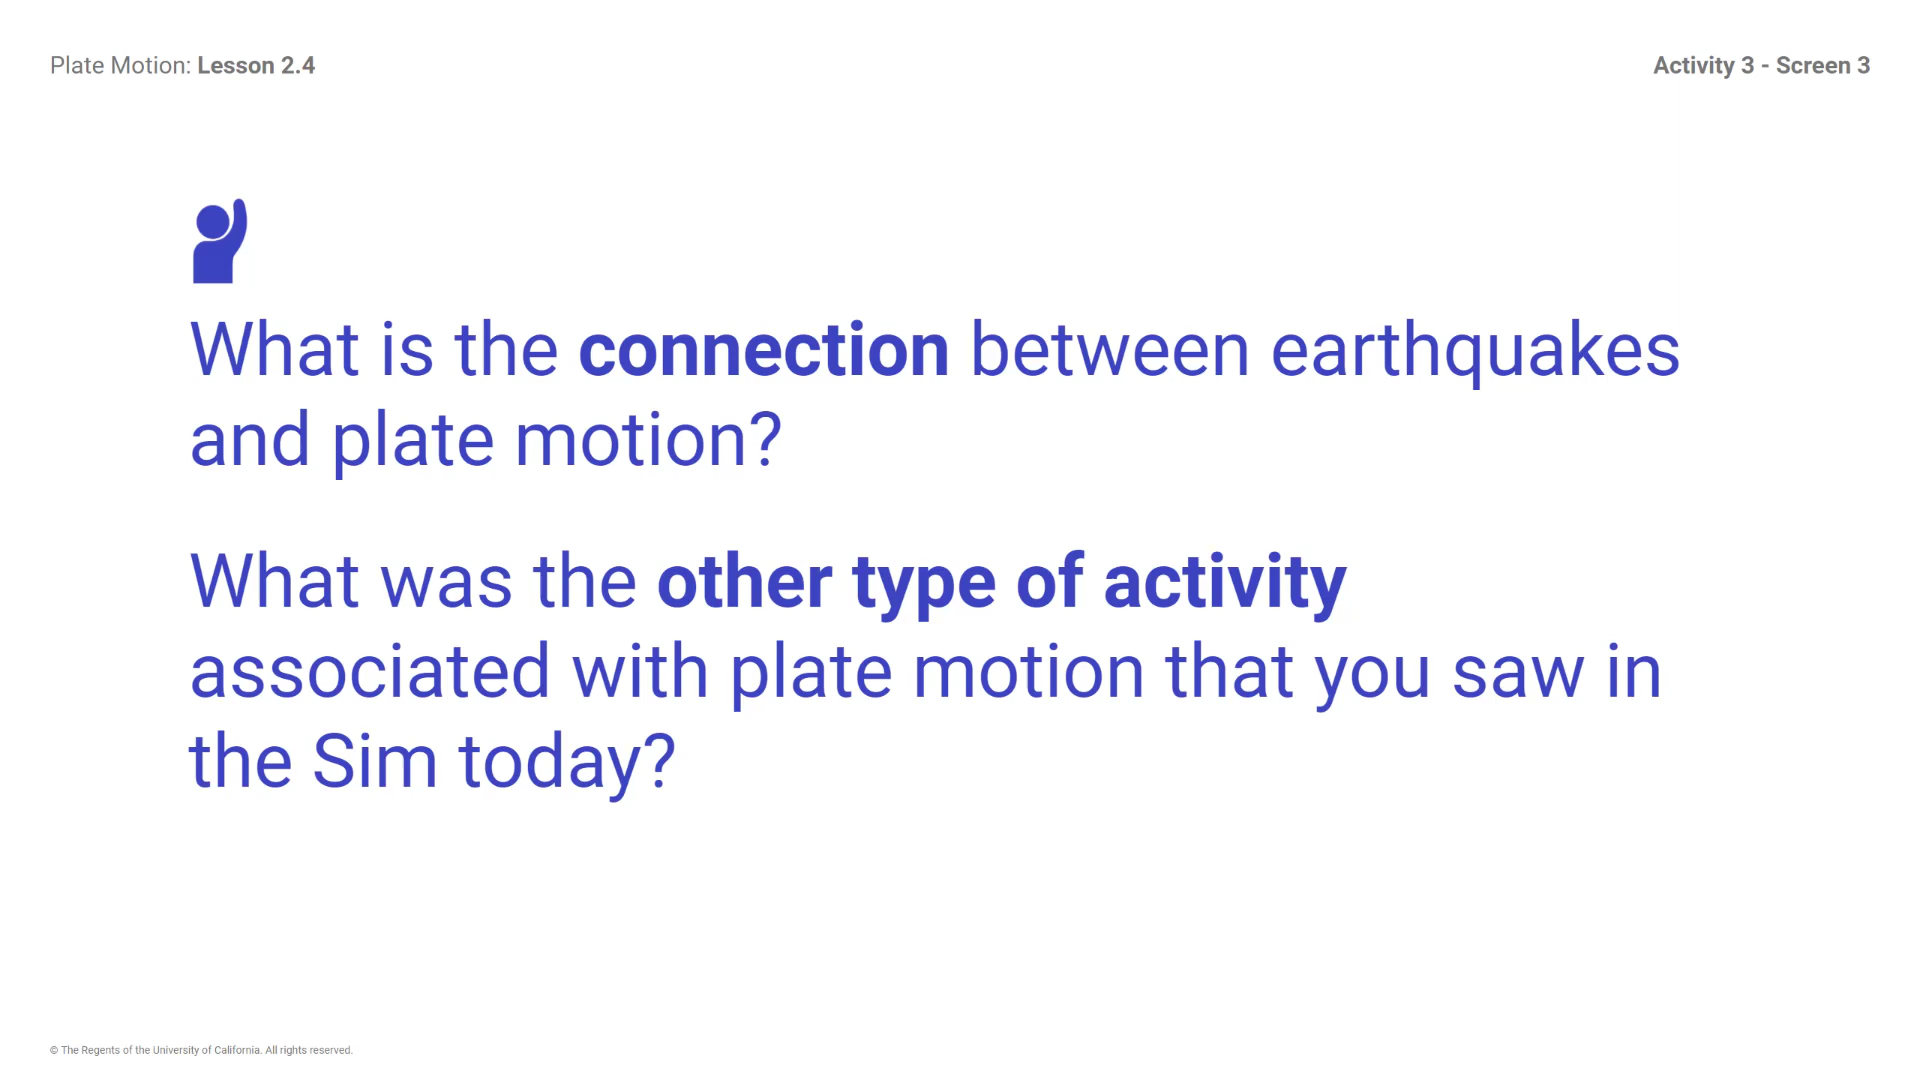 Plate Motion: Lesson 2.4
Activity 3 - Screen 3
What is the connection between earthquakes
and plate motion?
What was the other type of activity
associated with plate motion that you saw in
the Sim today?
© The Regents of the University of California. All rights reserved.